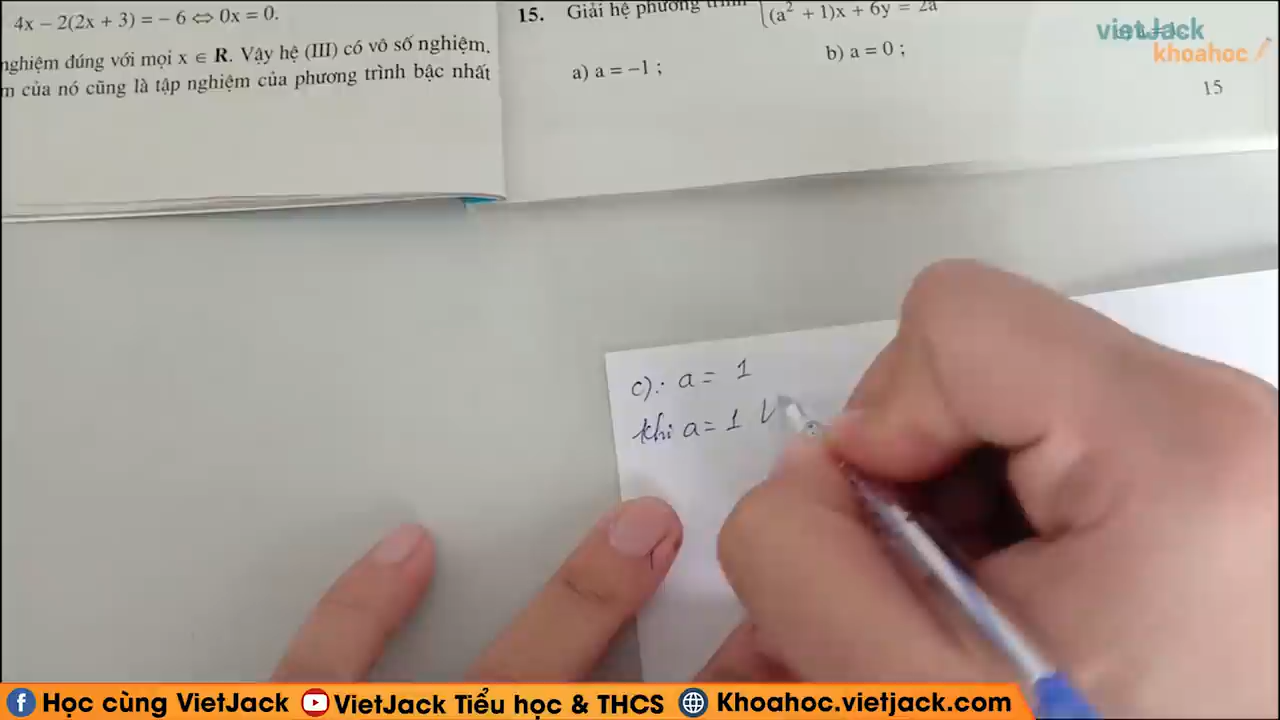 4x − 2(2x + 3) = − 6 ⇔ 0x = 0.
nghiệm đúng với mọi x ∈ R. Vậy hệ (III) có vô số nghiệm.
m của nó cũng là tập nghiệm của phương trình bậc nhất
15. Giải hệ phương trình
(a² + 1)x + 6y = 2a
a) a = −1 ;
b) a = 0 ;
15
vietJack
khoahoc
c): a = 1
Khi a = 1
Học cùng VietJack
VietJack Tiểu học & THCS
Khoahoc.vietjack.com